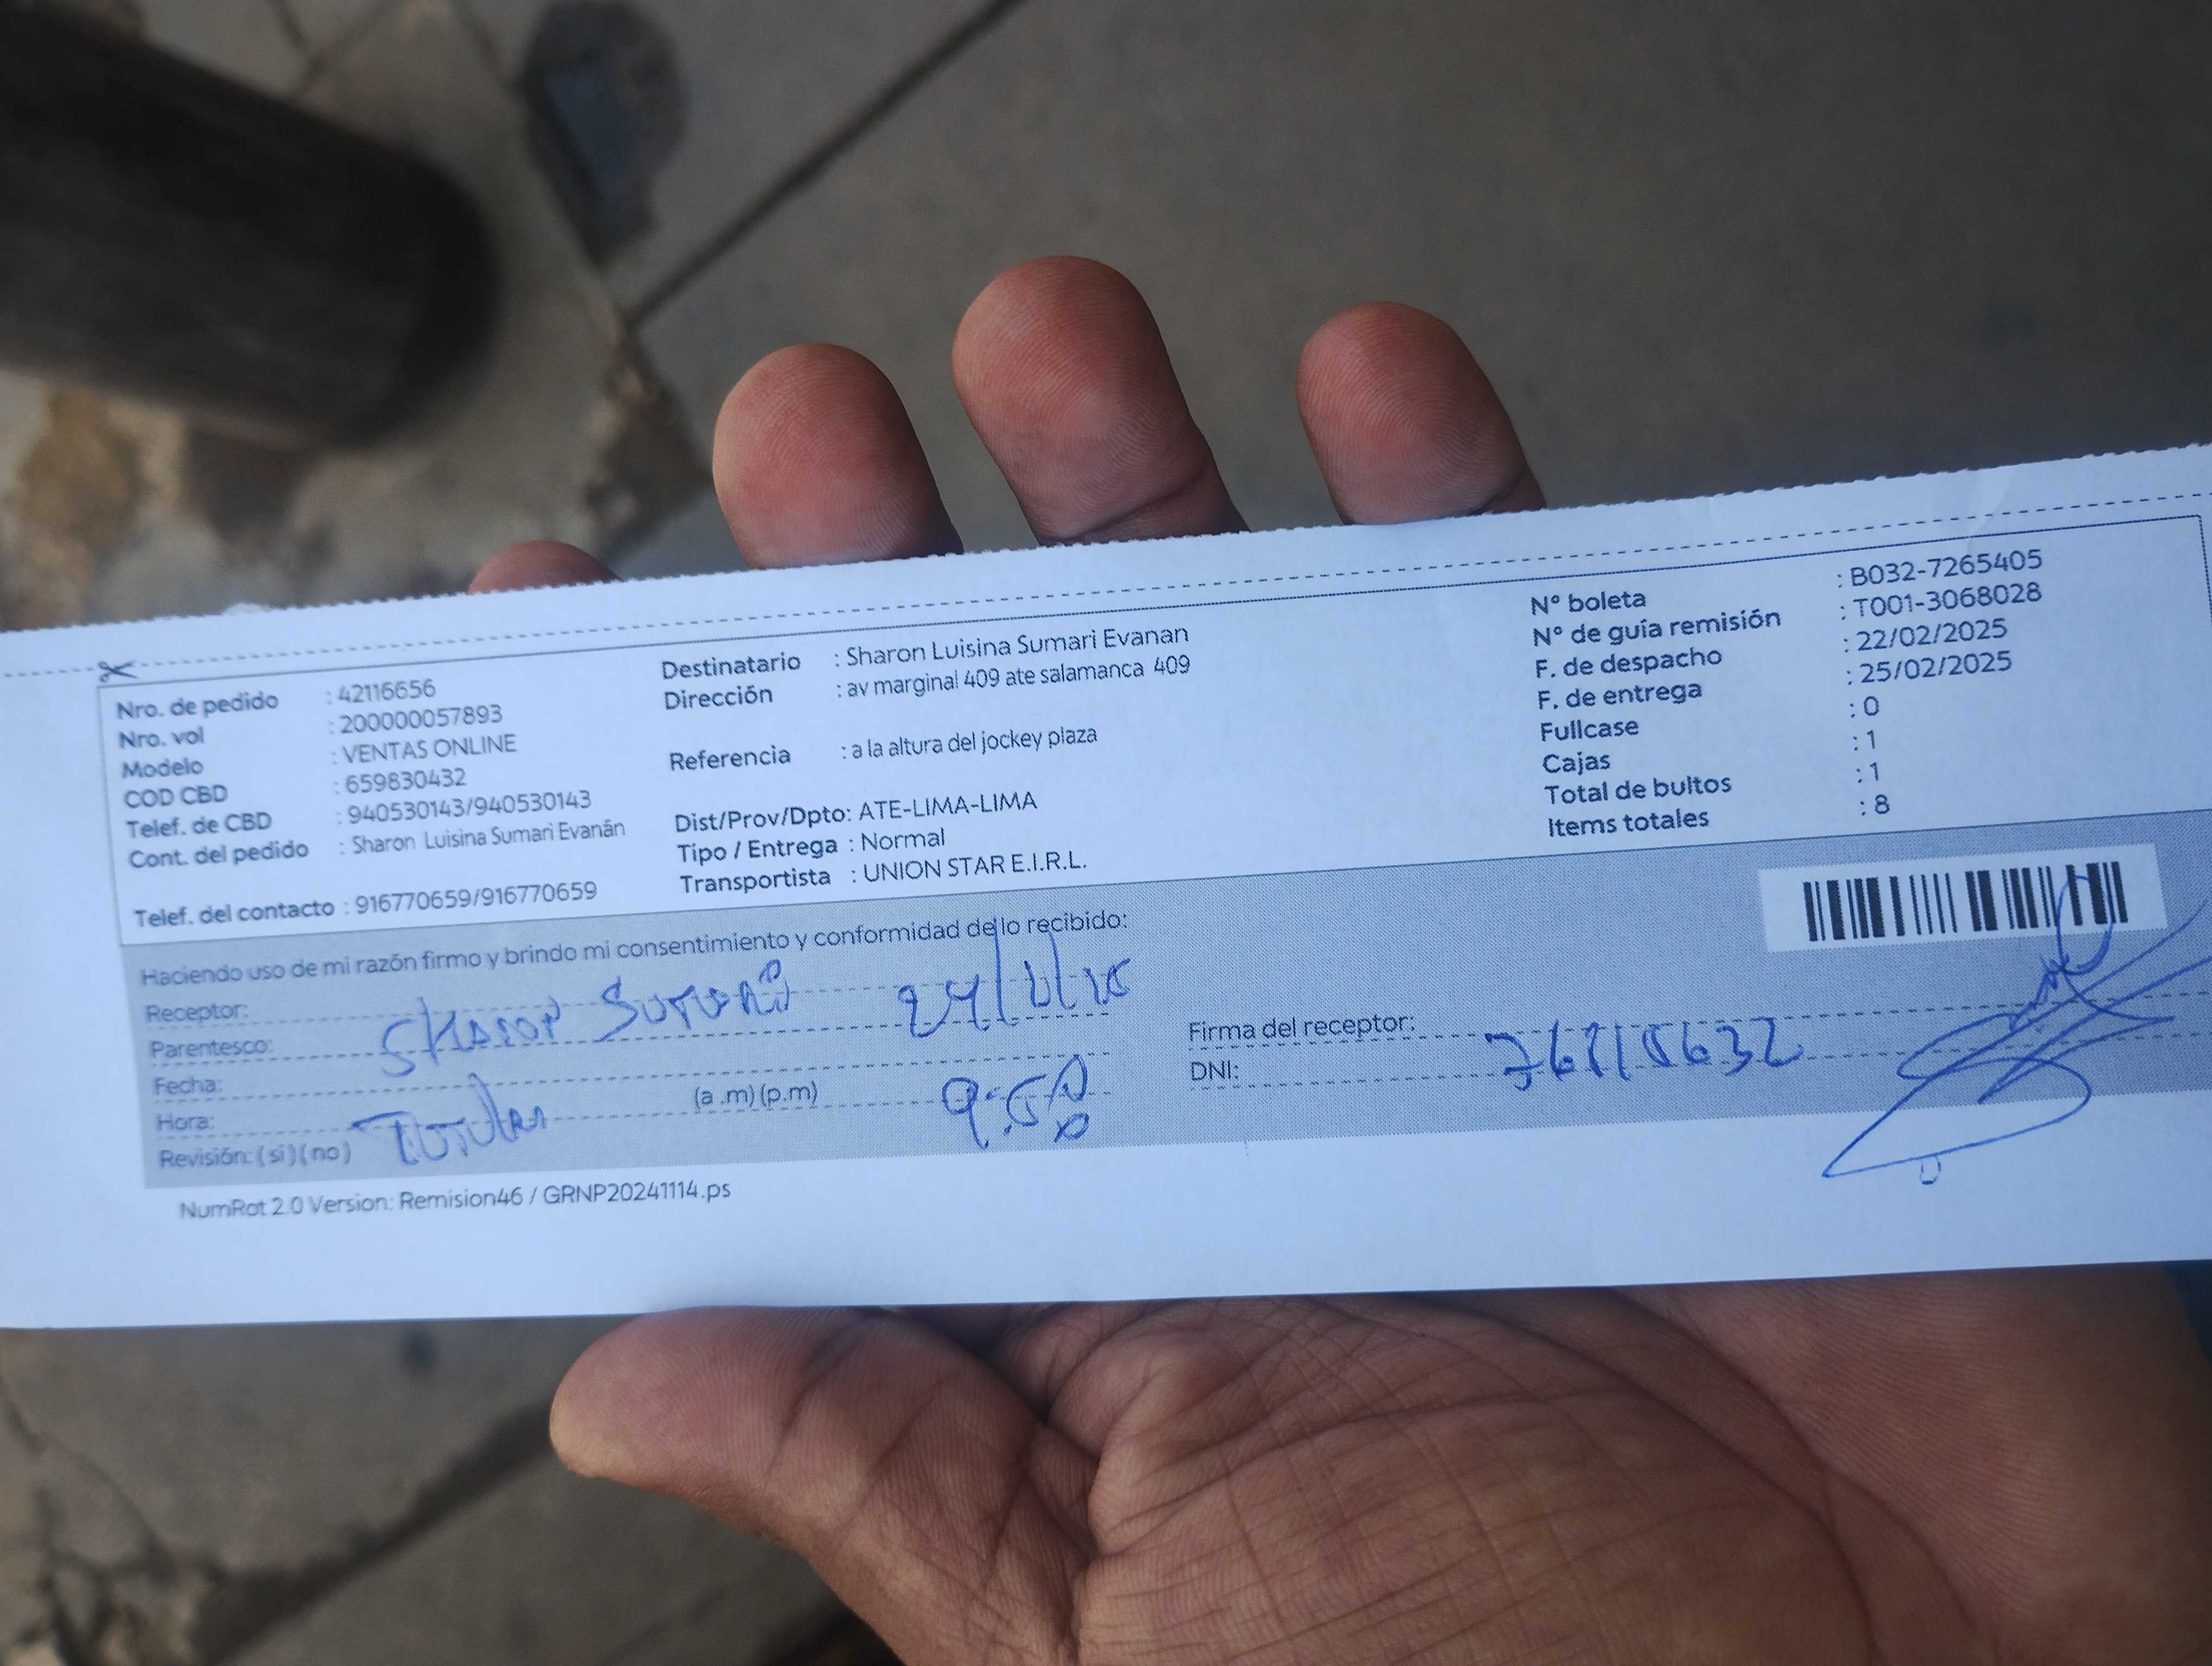 Nro. de pedido : 42116656
Nro. vol : 200000057893
Modelo : VENTAS ONLINE
COD CBD : 659830432
Telef. de CBD : 940530143/940530143
Cont. del pedido : Sharon Luisina Sumari Evanán
Telef. del contacto : 916770659/916770659
Destinatario : Sharon Luisina Sumari Evanan
Dirección : av marginal 409 ate salamanca 409
Referencia : a la altura del jockey plaza
Dist/Prov/Dpto: ATE-LIMA-LIMA
Tipo / Entrega : Normal
Transportista : UNION STAR E.I.R.L.
N° boleta : B032-7265405
N° de guía remisión : T001-3068028
F. de despacho : 22/02/2025
F. de entrega : 25/02/2025
Fullcase : 0
Cajas : 1
Total de bultos : 1
Items totales : 8
Haciendo uso de mi razón firmo y brindo mi consentimiento y conformidad de lo recibido:
Receptor:
Parentesco:
Fecha:
Hora: (a .m) (p.m)
Revisión: ( si ) ( no )
Firma del receptor:
DNI:
NumRot 2.0 Version: Remision46 / GRNP20241114.ps